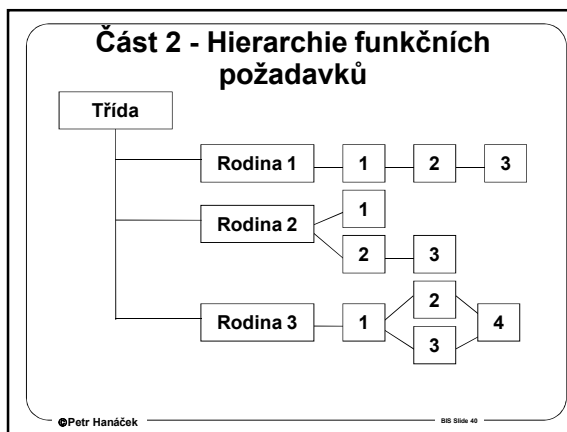 Část 2 - Hierarchie funkčních
požadavků
Třída
Rodina 1
1
2
3
Rodina 2
1
2
3
Rodina 3
1
2
3
4
©Petr Hanáček
BIS Slide 40